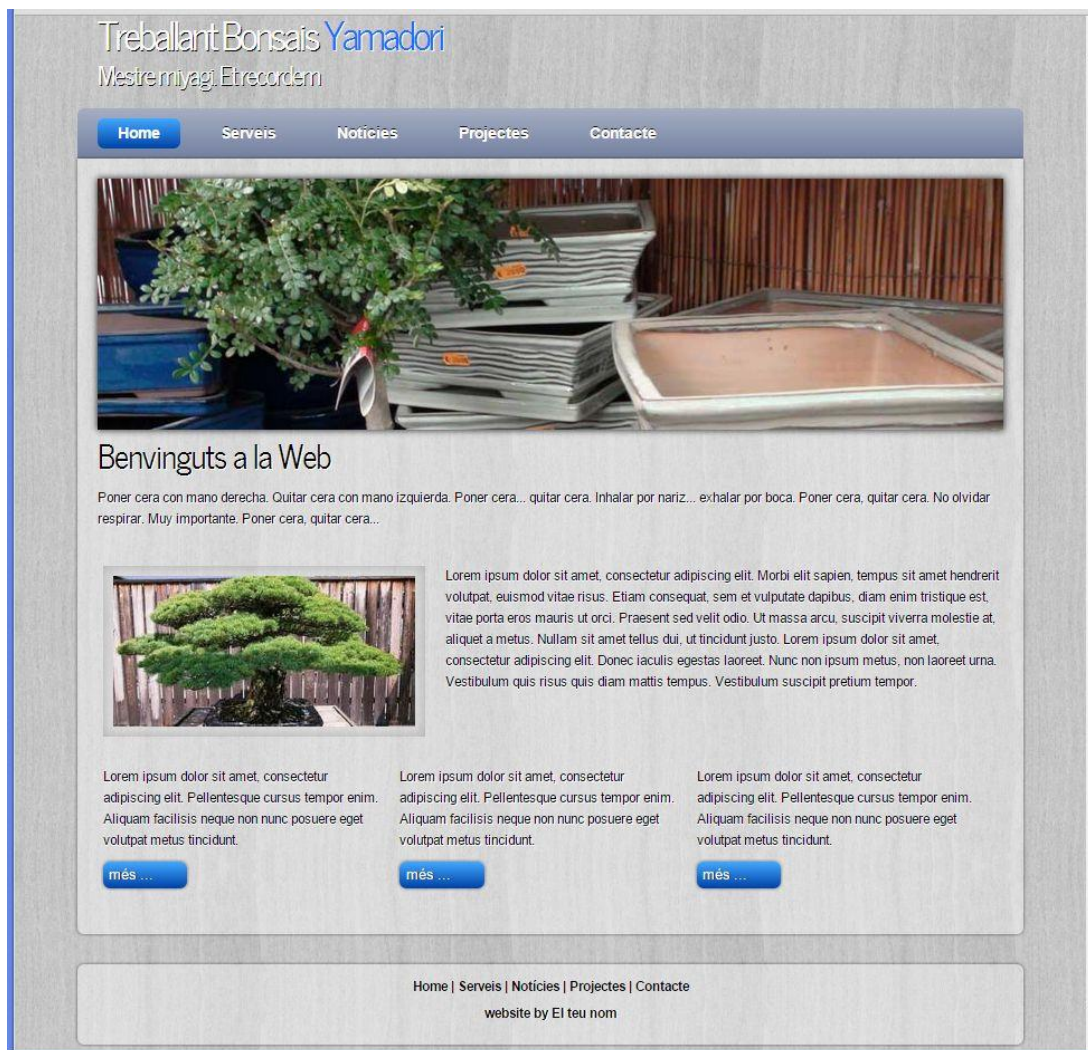 Treballant Bonsais Yamadori
Mestre miyagi. Et recordem
Home Serveis Notícies Projectes Contacte
Benvinguts a la Web
Poner cera con mano derecha. Quitar cera con mano izquierda. Poner cera... quitar cera. Inhalar por nariz... exhalar por boca. Poner cera, quitar cera. No olvidar
respirar. Muy importante. Poner cera, quitar cera...
Lorem ipsum dolor sit amet, consectetur adipiscing elit. Morbi elit sapien, tempus sit amet hendrerit
volutpat, euismod vitae risus. Etiam consequat, sem et vulputate dapibus, diam enim tristique est,
vitae porta eros mauris ut orci. Praesent sed velit odio. Ut massa arcu, suscipit viverra molestie at,
aliquet a metus. Nullam sit amet tellus dui, ut tincidunt justo. Lorem ipsum dolor sit amet,
consectetur adipiscing elit. Donec iaculis egestas laoreet. Nunc non ipsum metus, non laoreet urna.
Vestibulum quis risus quis diam mattis tempus. Vestibulum suscipit pretium tempor.
Lorem ipsum dolor sit amet, consectetur
adipiscing elit. Pellentesque cursus tempor enim.
Aliquam facilisis neque non nunc posuere eget
volutpat metus tincidunt.
més ...
Lorem ipsum dolor sit amet, consectetur
adipiscing elit. Pellentesque cursus tempor enim.
Aliquam facilisis neque non nunc posuere eget
volutpat metus tincidunt.
més ...
Lorem ipsum dolor sit amet, consectetur
adipiscing elit. Pellentesque cursus tempor enim.
Aliquam facilisis neque non nunc posuere eget
volutpat metus tincidunt.
més ...
Home | Serveis | Notícies | Projectes | Contacte
website by El teu nom